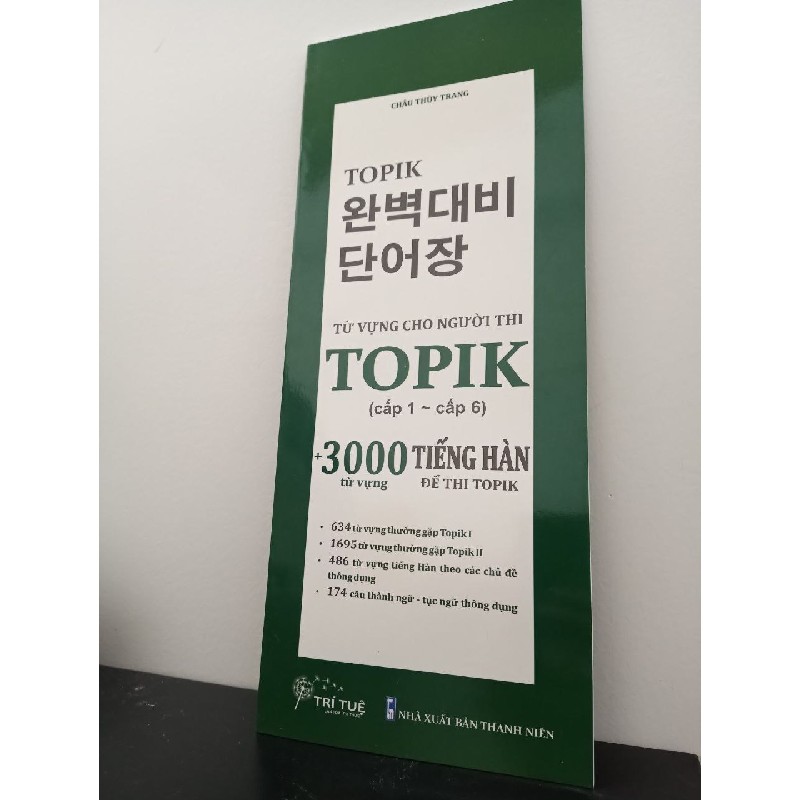 CHÂU THÙY TRANG
TOPIK
완벽대비
단어장
TỪ VỰNG CHO NGƯỜI THI
TOPIK
(cấp 1 ~ cấp 6)
+3000 TIẾNG HÀN
từ vựng ĐỀ THI TOPIK
• 634 từ vựng thường gặp Topik I
• 1695 từ vựng thường gặp Topik II
• 486 từ vựng tiếng Hàn theo các chủ đề
thông dụng
• 174 câu thành ngữ - tục ngữ thông dụng
TRÍ TUỆ
NHÀ XUẤT BẢN THANH NIÊN